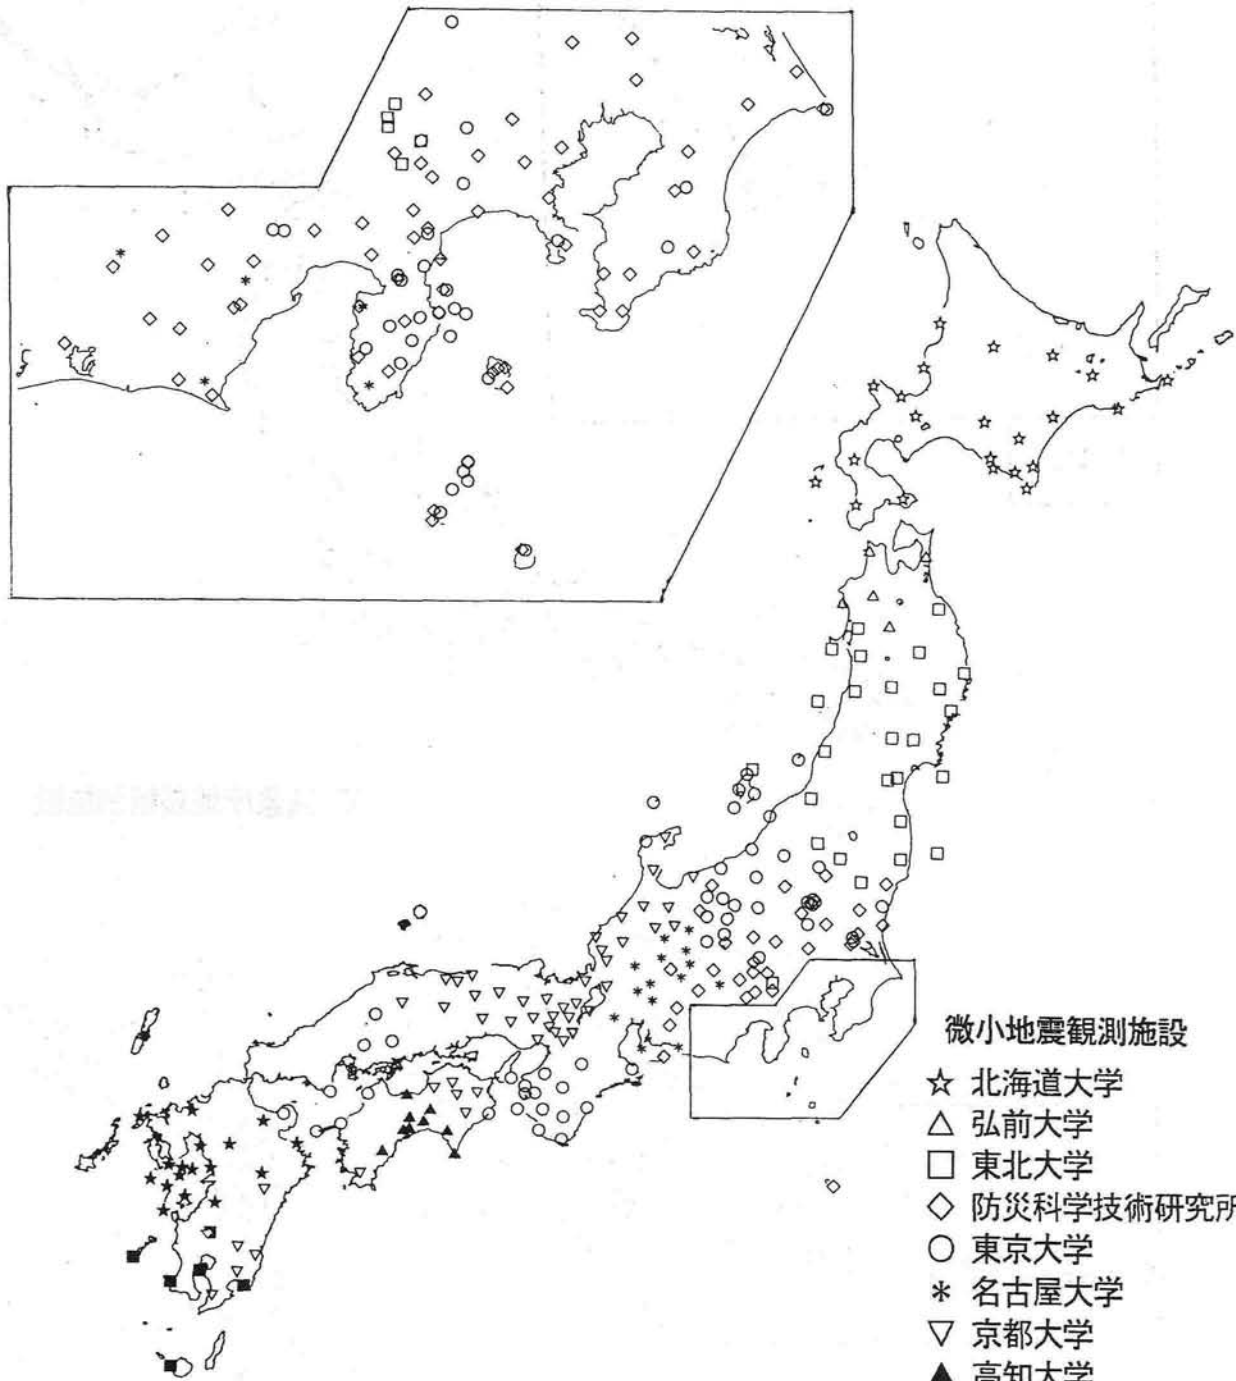 微小地震観測施設
☆ 北海道大学
△ 弘前大学
□ 東北大学
◇ 防災科学技術研究所
○ 東京大学
* 名古屋大学
▽ 京都大学
▲ 高知大学